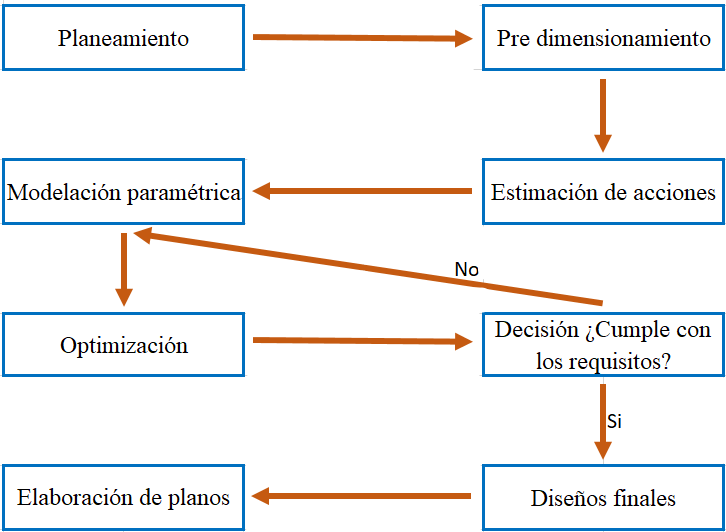 Planeamiento
Pre dimensionamiento
Modelación paramétrica
Estimación de acciones
No
Optimización
Decisión ¿Cumple con
los requisitos?
Si
Elaboración de planos
Diseños finales